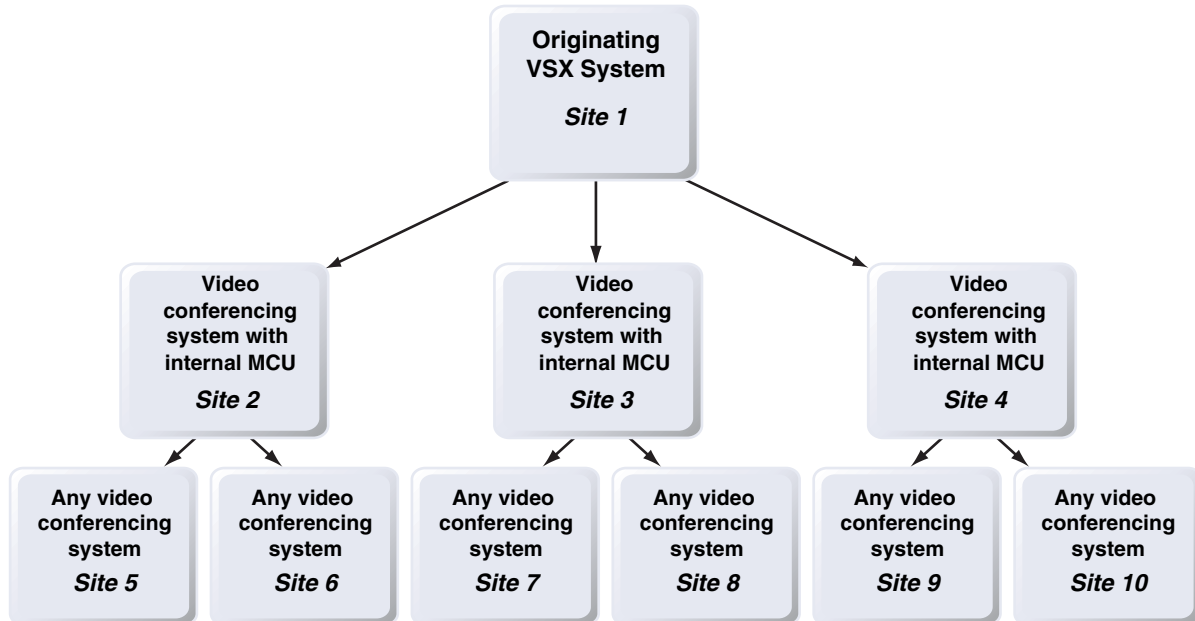 Originating
VSX System
Site 1
Video
conferencing
system with
internal MCU
Site 2
Video
conferencing
system with
internal MCU
Site 3
Video
conferencing
system with
internal MCU
Site 4
Any video
conferencing
system
Site 5
Any video
conferencing
system
Site 6
Any video
conferencing
system
Site 7
Any video
conferencing
system
Site 8
Any video
conferencing
system
Site 9
Any video
conferencing
system
Site 10